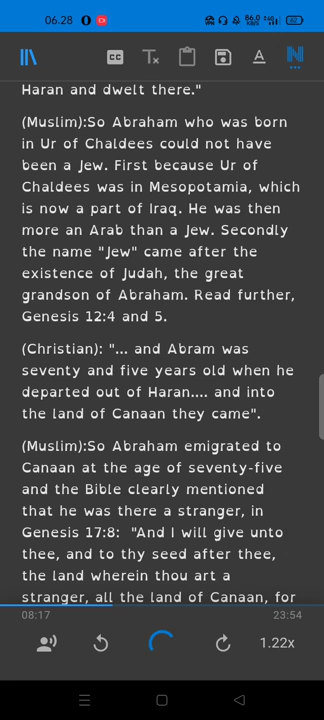 06.28
86.0
KB/s
62
CC
Haran and dwelt there."
(Muslim):So Abraham who was born
in Ur of Chaldees could not have
been a Jew. First because Ur of
Chaldees was in Mesopotamia, which
is now a part of Iraq. He was then
more an Arab than a Jew. Secondly
the name "Jew" came after the
existence of Judah, the great
grandson of Abraham. Read further,
Genesis 12:4 and 5.
(Christian): "... and Abram was
seventy and five years old when he
departed out of Haran.... and into
the land of Canaan they came".
(Muslim):So Abraham emigrated to
Canaan at the age of seventy-five
and the Bible clearly mentioned
that he was there a stranger, in
Genesis 17:8: "And I will give unto
thee, and to thy seed after thee,
the land wherein thou art a
stranger, all the land of Canaan, for
08:17
23:54
1.22x